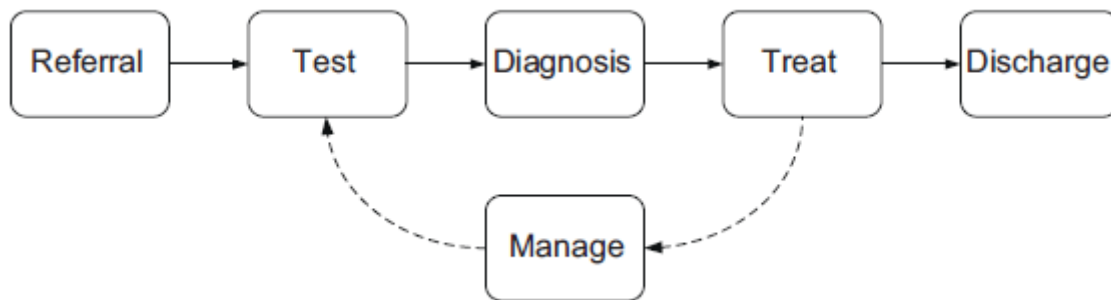 Referral
Test
Diagnosis
Treat
Discharge
Manage